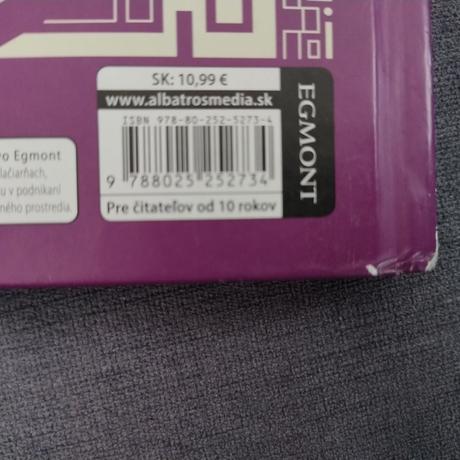 SK: 10,99 €
www.albatrosmedia.sk
ISBN 978-80-252-5273-4
9 788025 252734
Pre čitateľov od 10 rokov
EGMONT
vo Egmont
lačiarňach,
u v podnikaní
ného prostredia.